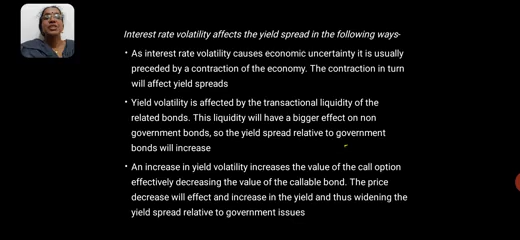 Interest rate volatility affects the yield spread in the following ways-
• As interest rate volatility causes economic uncertainty it is usually
preceded by a contraction of the economy. The contraction in turn
will affect yield spreads
• Yield volatility is affected by the transactional liquidity of the
related bonds. This liquidity will have a bigger effect on non
government bonds, so the yield spread relative to government
bonds will increase
• An increase in yield volatility increases the value of the call option
effectively decreasing the value of the callable bond. The price
decrease will effect and increase in the yield and thus widening the
yield spread relative to government issues